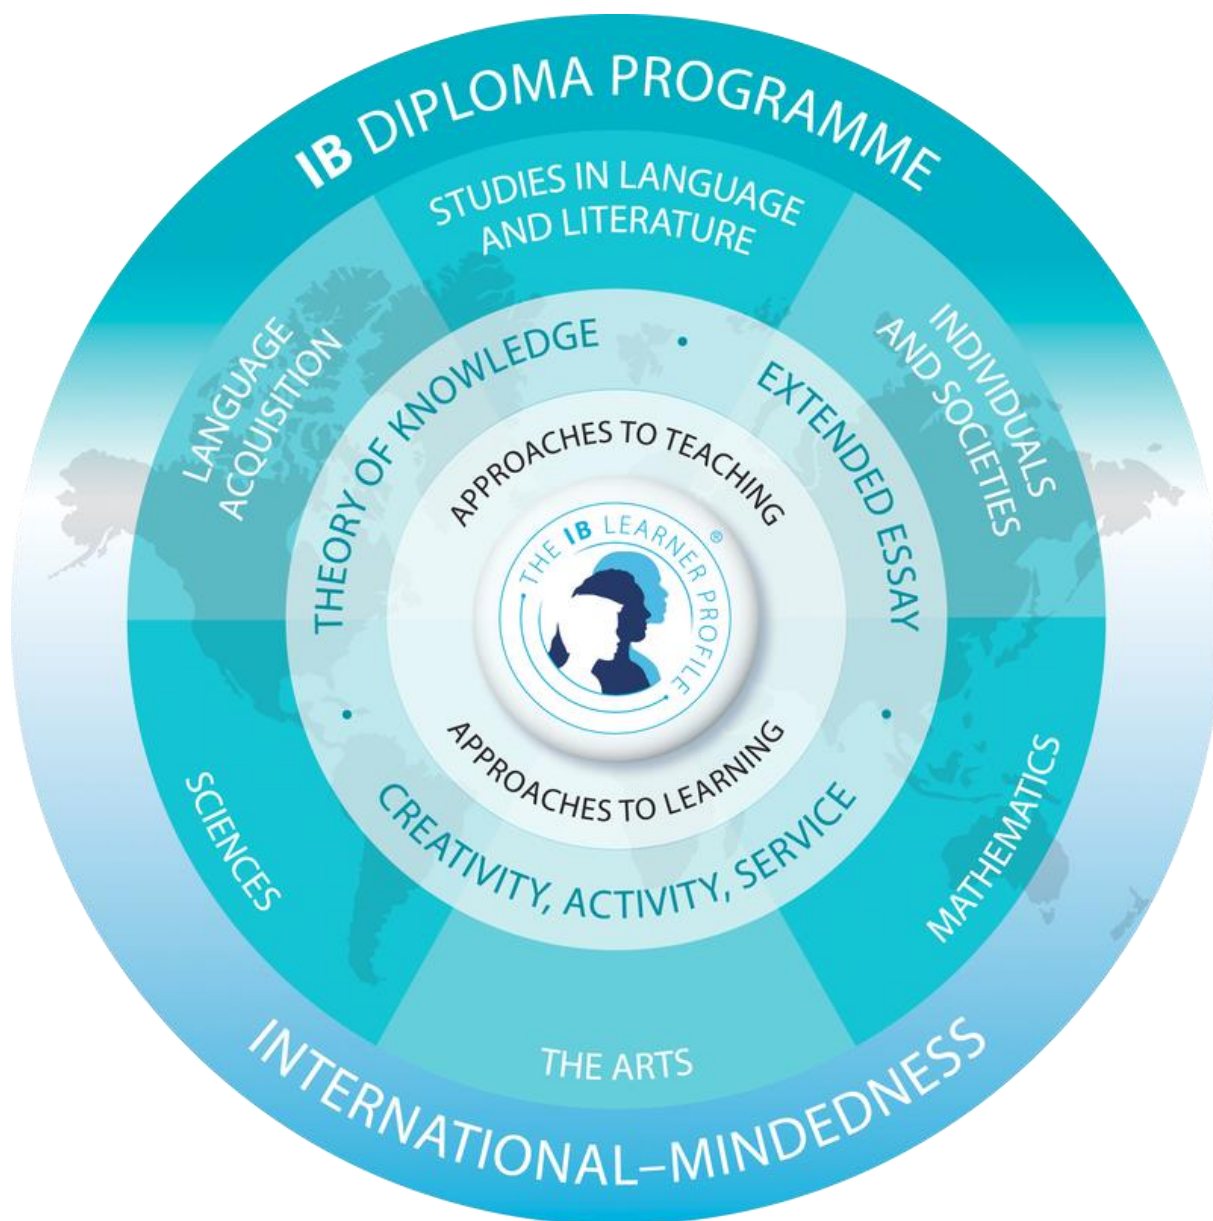 IB DIPLOMA PROGRAMME
STUDIES IN LANGUAGE
AND LITERATURE
LANGUAGE
ACQUISITION
INDIVIDUALS
AND SOCIETIES
THEORY OF KNOWLEDGE
EXTENDED ESSAY
APPROACHES TO TEACHING
THE IB LEARNER PROFILE ®
APPROACHES TO LEARNING
CREATIVITY, ACTIVITY, SERVICE
SCIENCES
MATHEMATICS
THE ARTS
INTERNATIONAL–MINDEDNESS